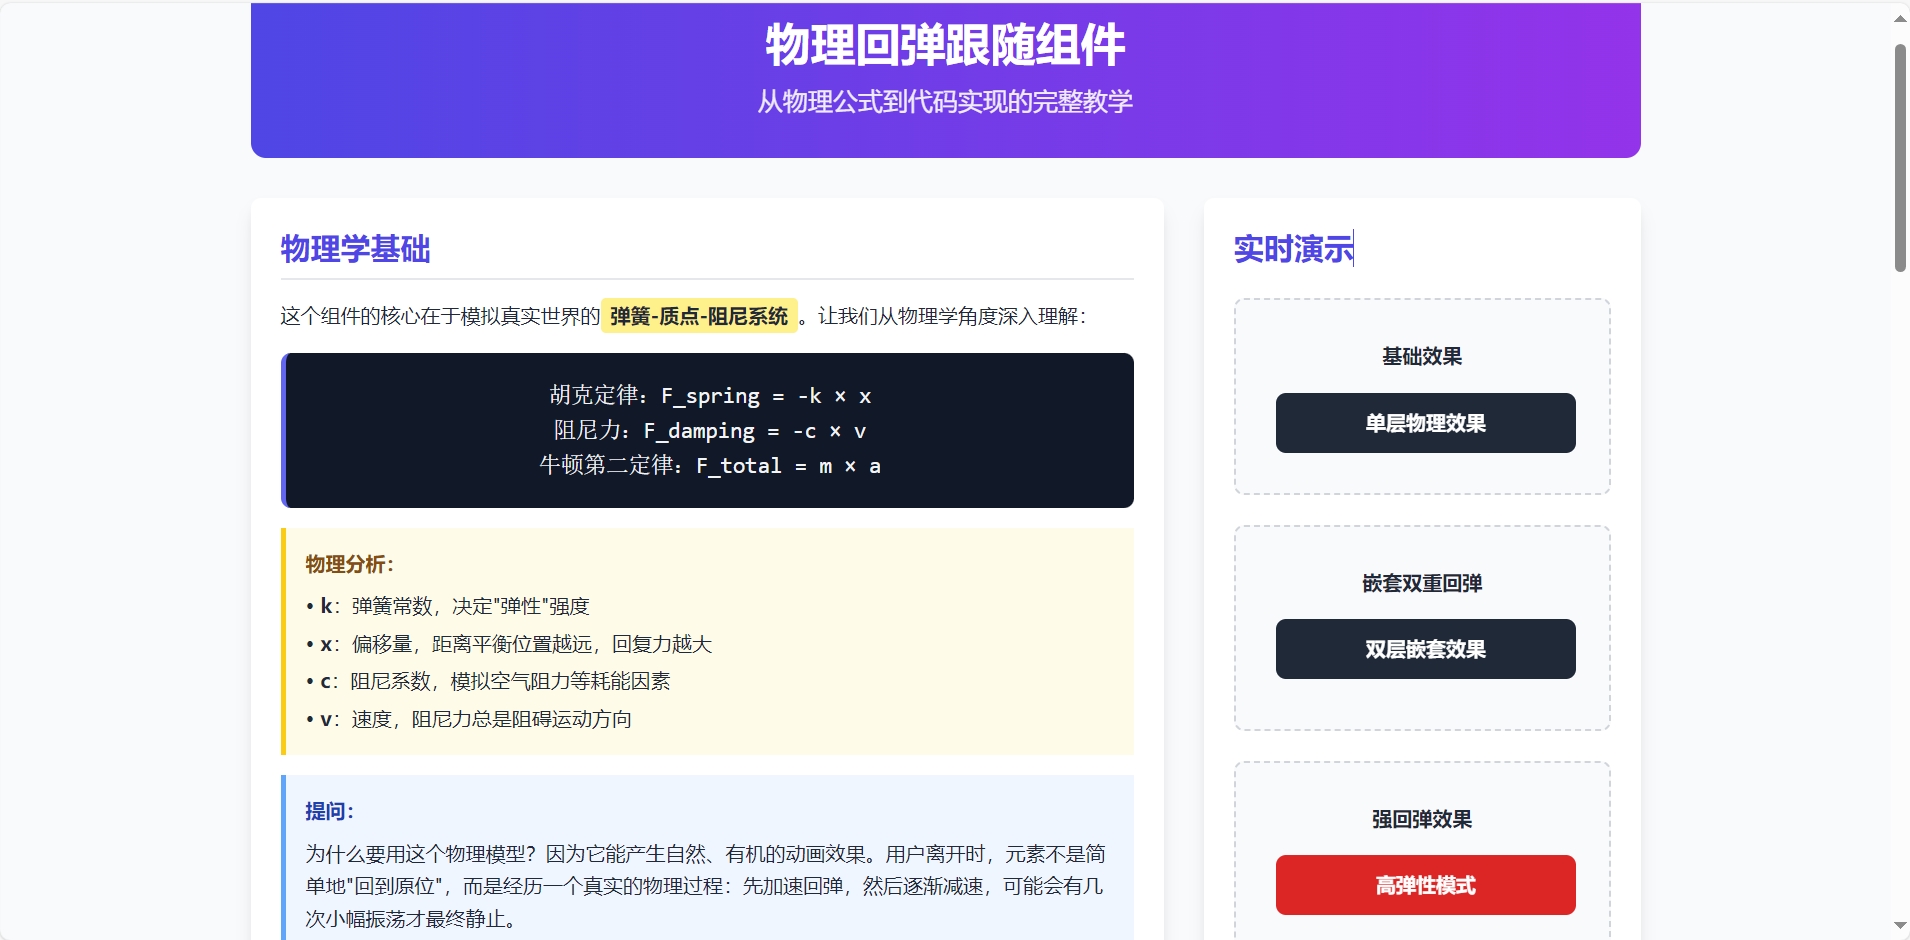 物理回弹跟随组件
从物理公式到代码实现的完整教学
物理学基础
这个组件的核心在于模拟真实世界的 弹簧-质点-阻尼系统 。让我们从物理学角度深入理解：
胡克定律：F_spring = -k × x
阻尼力：F_damping = -c × v
牛顿第二定律：F_total = m × a
物理分析：
• k：弹簧常数，决定"弹性"强度
• x：偏移量，距离平衡位置越远，回复力越大
• c：阻尼系数，模拟空气阻力等耗能因素
• v：速度，阻尼力总是阻碍运动方向
提问：
为什么要用这个物理模型？因为它能产生自然、有机的动画效果。用户离开时，元素不是简
单地"回到原位"，而是经历一个真实的物理过程：先加速回弹，然后逐渐减速，可能会有几
次小幅振荡才最终静止。
实时演示
基础效果
单层物理效果
嵌套双重回弹
双层嵌套效果
强回弹效果
高弹性模式